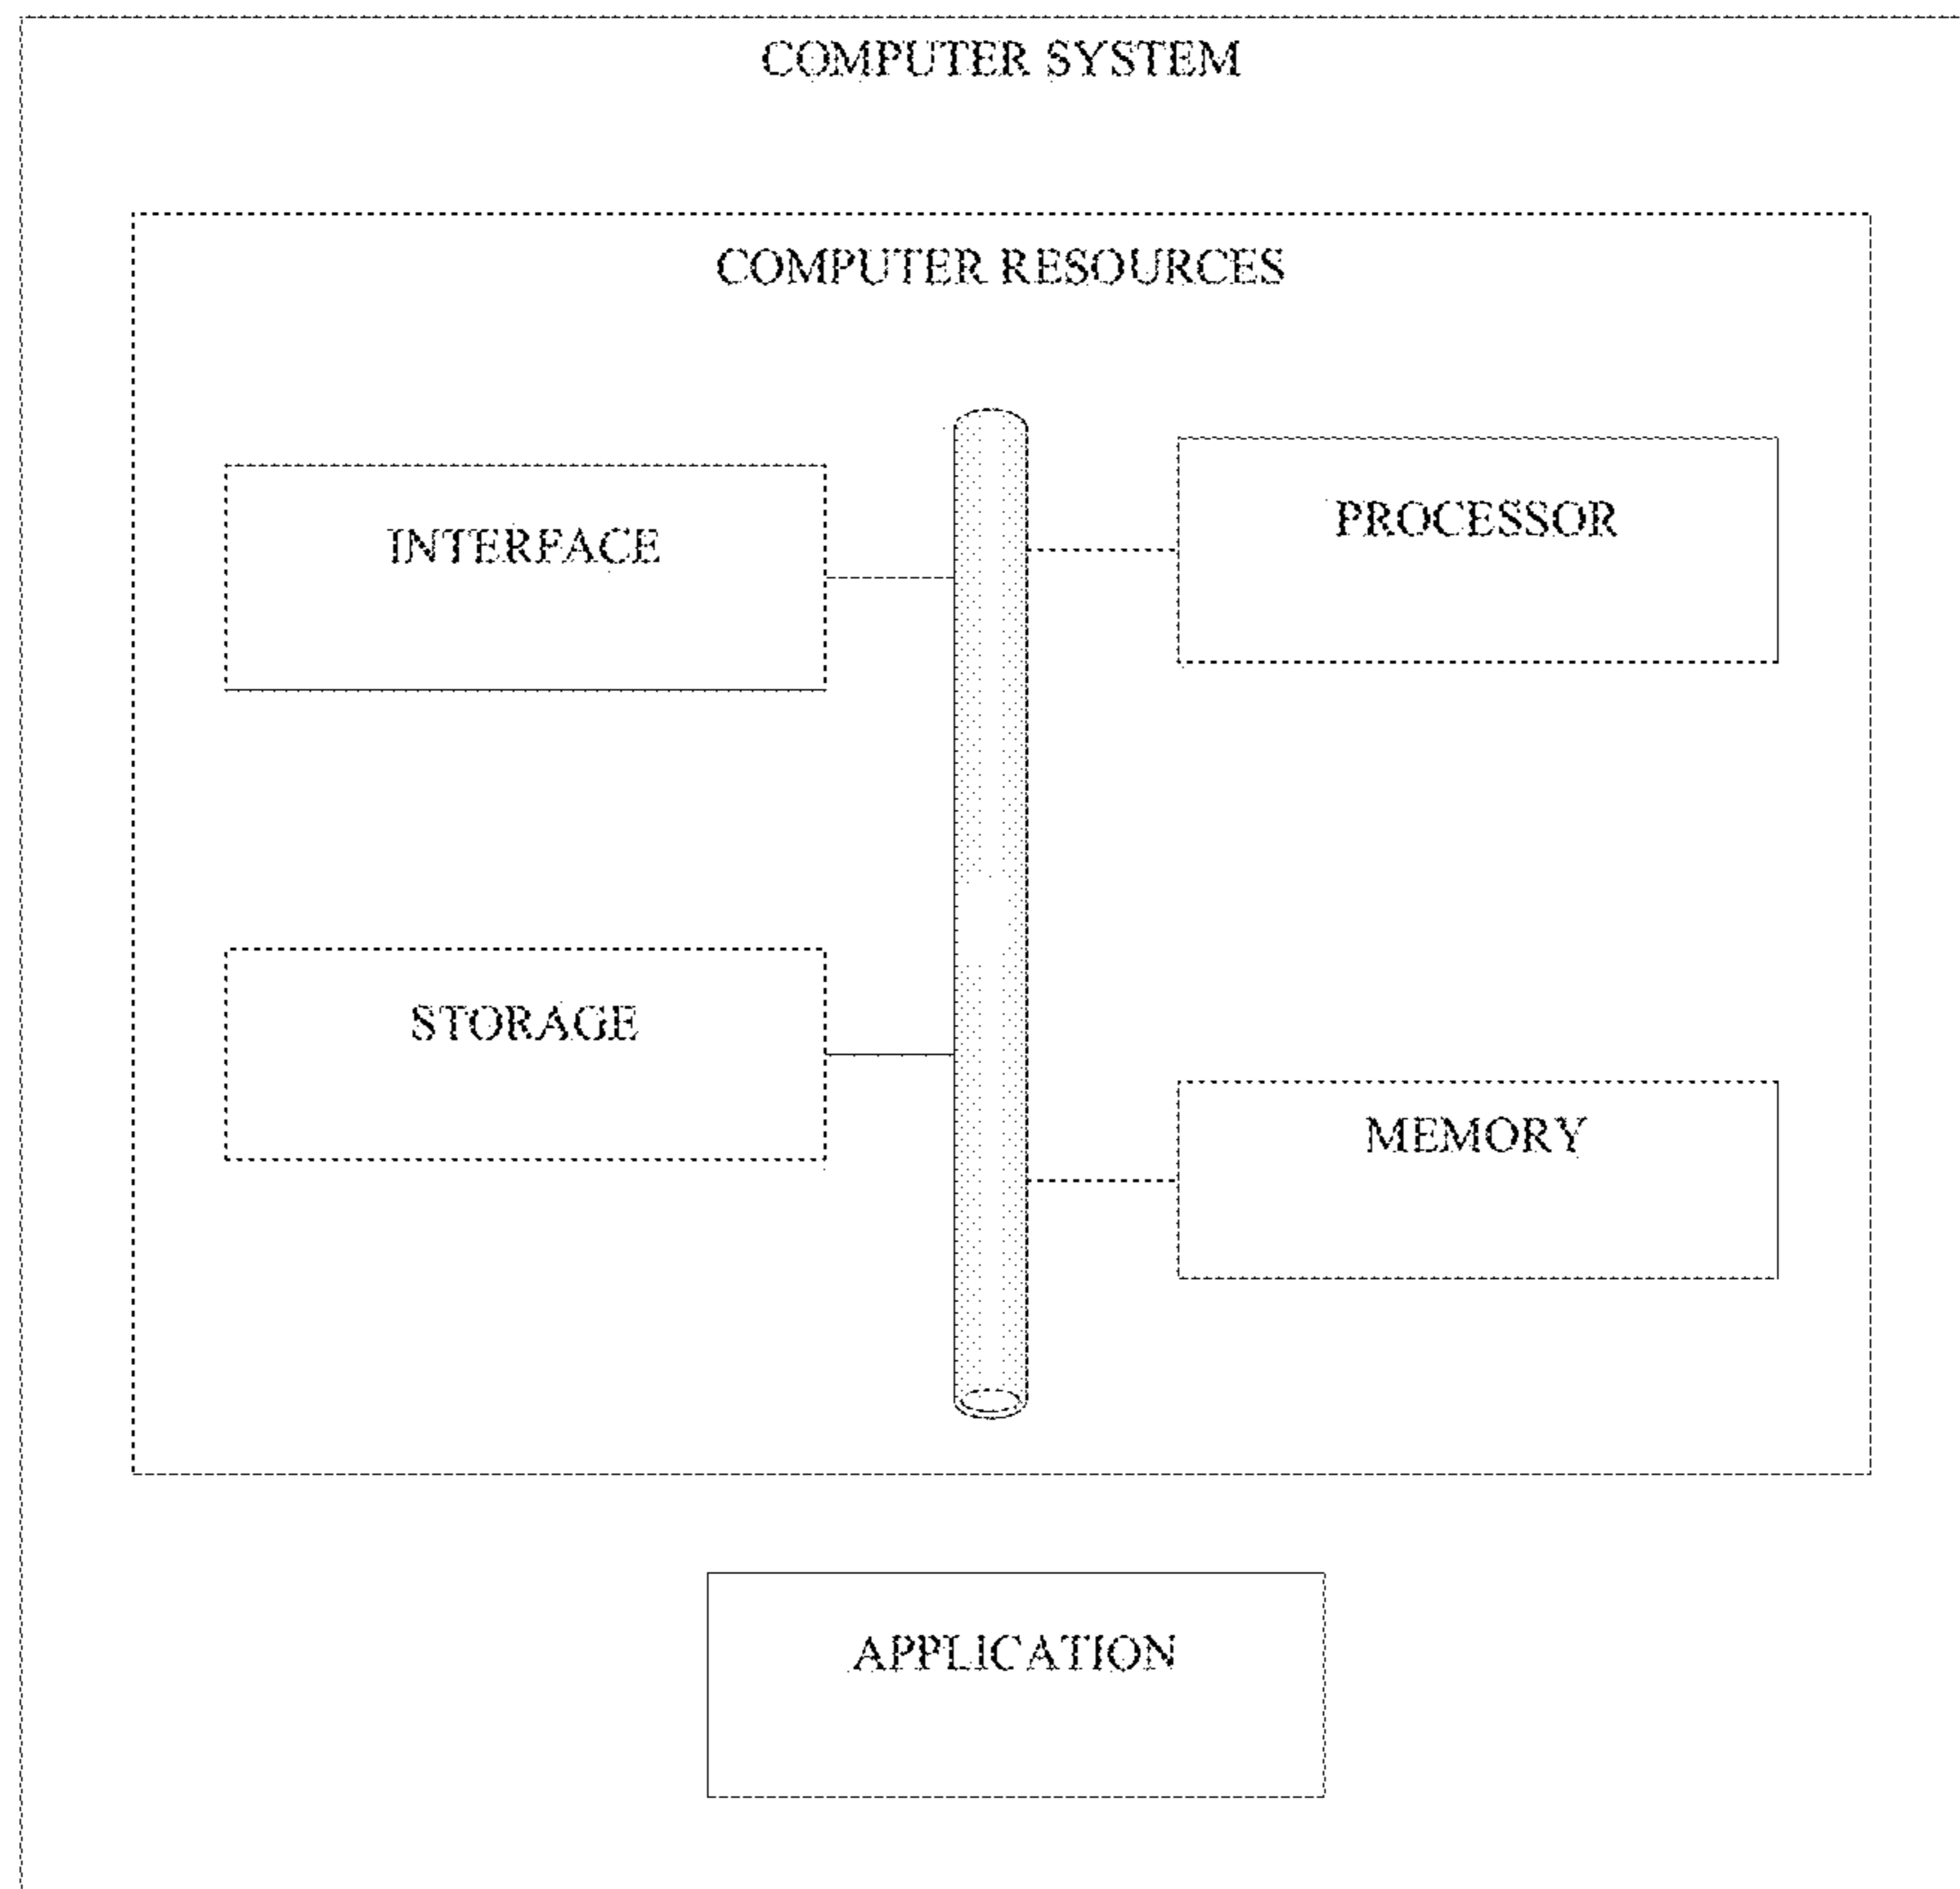 COMPUTER SYSTEM
COMPUTER RESOURCES
INTERFACE
PROCESSOR
STORAGE
MEMORY
APPLICATION